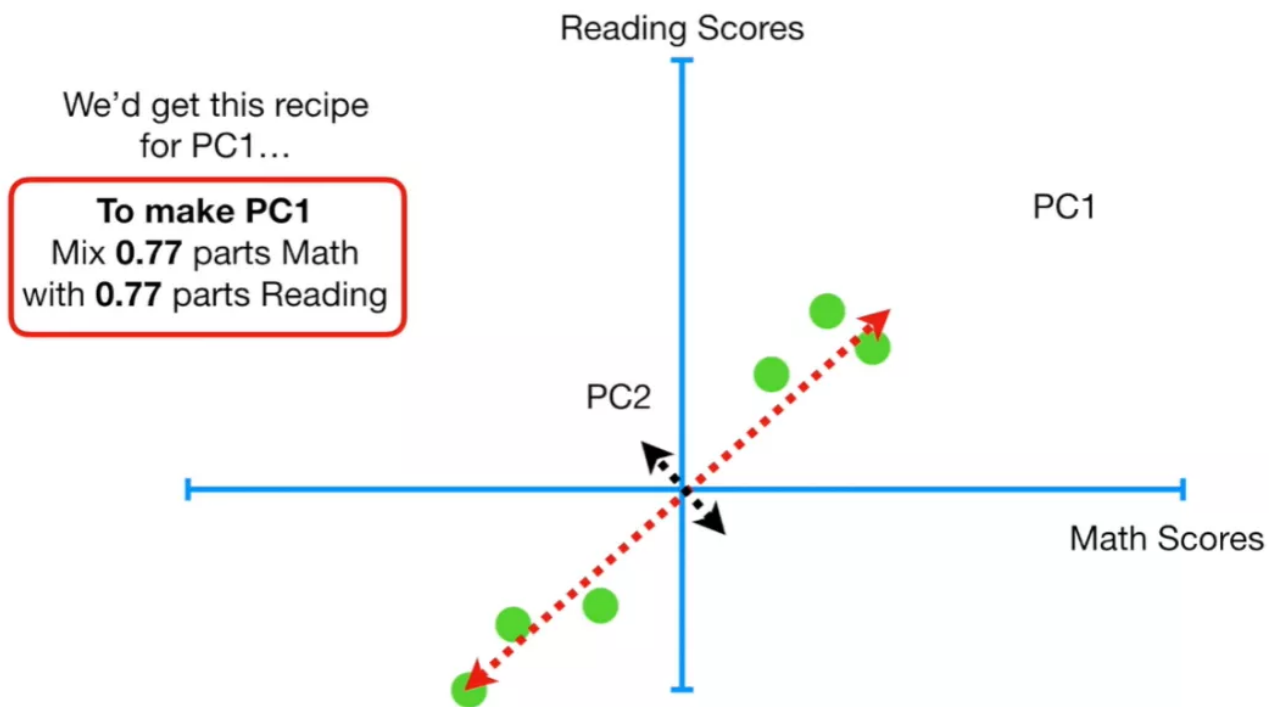 Reading Scores
We'd get this recipe
for PC1...
To make PC1
Mix 0.77 parts Math
with 0.77 parts Reading
PC1
PC2
Math Scores